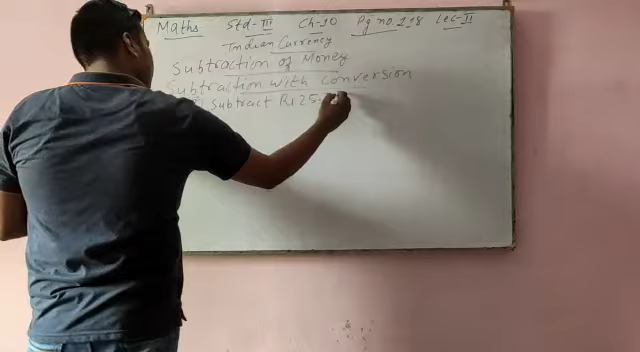 Maths Std-III Ch-10 Pg no.128 Lec-II
Indian Currency
Subtraction of Money
Subtraction with conversion
Subtract Rs 25.